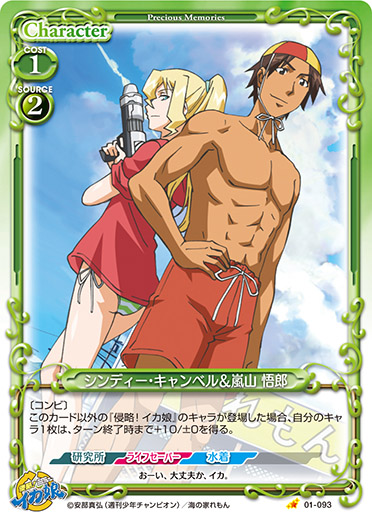 Precious Memories
Character
COST
1
SOURCE
2
シンディー・キャンベル&嵐山 悟郎
[コンビ]
このカード以外の『侵略!イカ娘』のキャラが登場した場合、自分のキャ
ラ1枚は、ターン終了時まで+10/±0を得る。
研究所 ライフセーバー 水着
おーい、大丈夫か、イカ。
侵略!イカ娘
©安部真弘(週刊少年チャンピオン)/海の家れもん
01-093